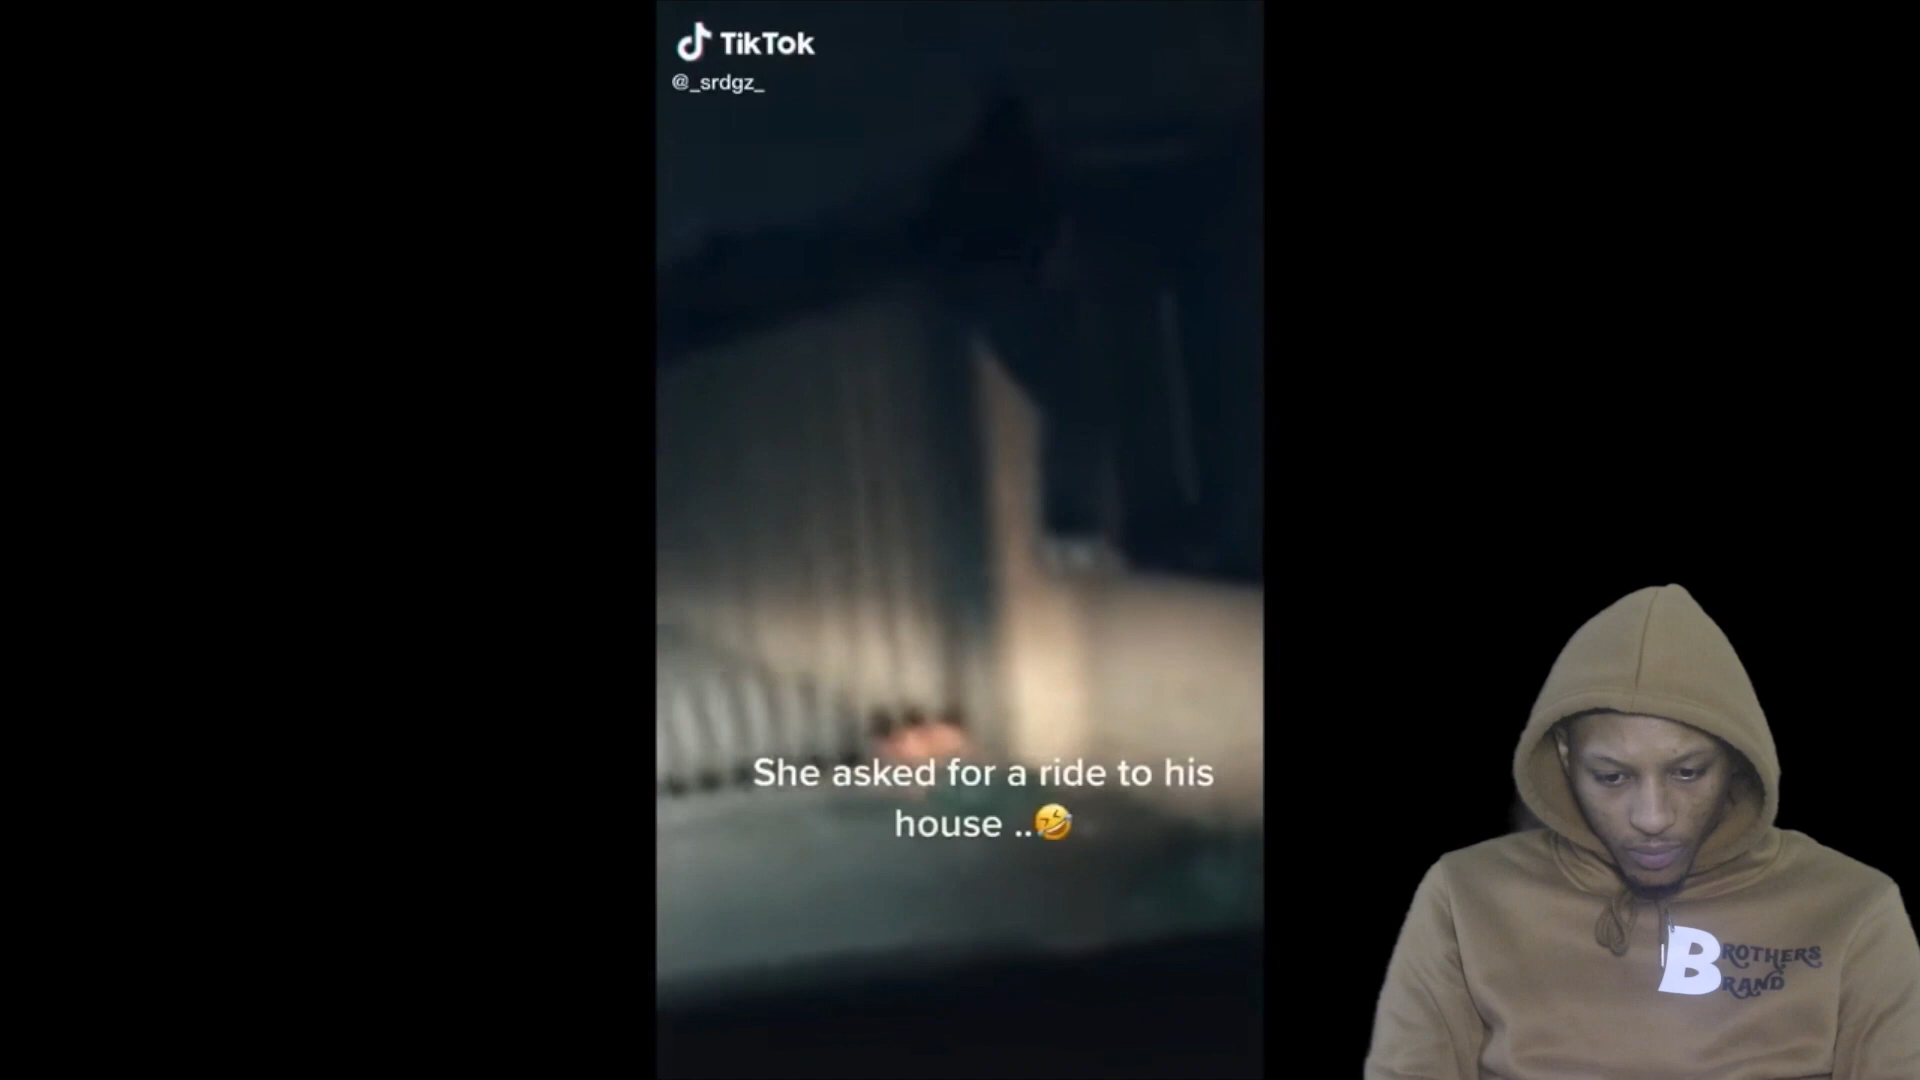 TikTok
@_srdgz_
She asked for a ride to his
house ..🤣
BROTHERS
BRAND